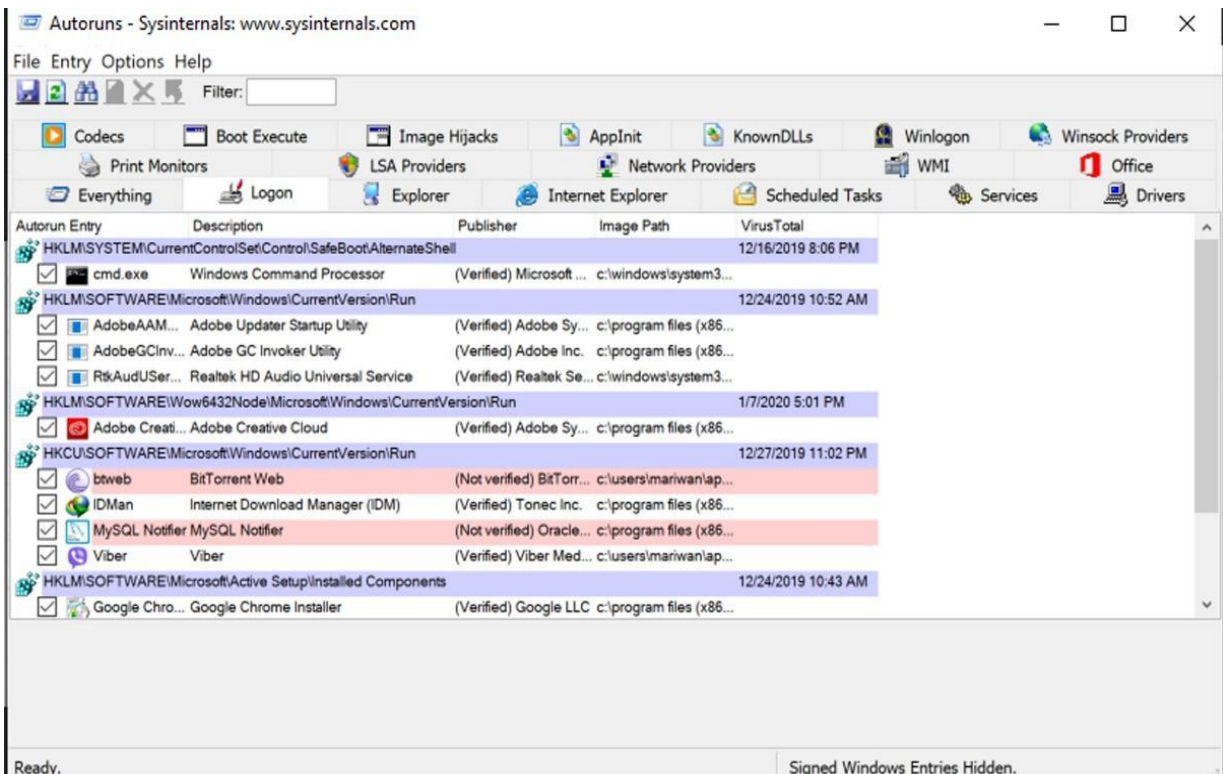 Autoruns - Sysinternals: www.sysinternals.com
File Entry Options Help
Filter:
Codecs Boot Execute Image Hijacks AppInit KnownDLLs Winlogon Winsock Providers
Print Monitors LSA Providers Network Providers WMI Office
Everything Logon Explorer Internet Explorer Scheduled Tasks Services Drivers
Autorun Entry Description Publisher Image Path VirusTotal
HKLM\SYSTEM\CurrentControlSet\Control\SafeBoot\AlternateShell 12/16/2019 8:06 PM
cmd.exe Windows Command Processor (Verified) Microsoft ... c:\windows\system3...
HKLM\SOFTWARE\Microsoft\Windows\CurrentVersion\Run 12/24/2019 10:52 AM
AdobeAAM... Adobe Updater Startup Utility (Verified) Adobe Sy... c:\program files (x86...
AdobeGCInv... Adobe GC Invoker Utility (Verified) Adobe Inc. c:\program files (x86...
RtkAudUSer... Realtek HD Audio Universal Service (Verified) Realtek Se... c:\windows\system3...
HKLM\SOFTWARE\Wow6432Node\Microsoft\Windows\CurrentVersion\Run 1/7/2020 5:01 PM
Adobe Creati... Adobe Creative Cloud (Verified) Adobe Sy... c:\program files (x86...
HKCU\SOFTWARE\Microsoft\Windows\CurrentVersion\Run 12/27/2019 11:02 PM
btweb BitTorrent Web (Not verified) BitTorr... c:\users\mariwan\ap...
IDMan Internet Download Manager (IDM) (Verified) Tonec Inc. c:\program files (x86...
MySQL Notifier MySQL Notifier (Not verified) Oracle... c:\program files (x86...
Viber Viber (Verified) Viber Med... c:\users\mariwan\ap...
HKLM\SOFTWARE\Microsoft\Active Setup\Installed Components 12/24/2019 10:43 AM
Google Chro... Google Chrome Installer (Verified) Google LLC c:\program files (x86...
Ready. Signed Windows Entries Hidden.